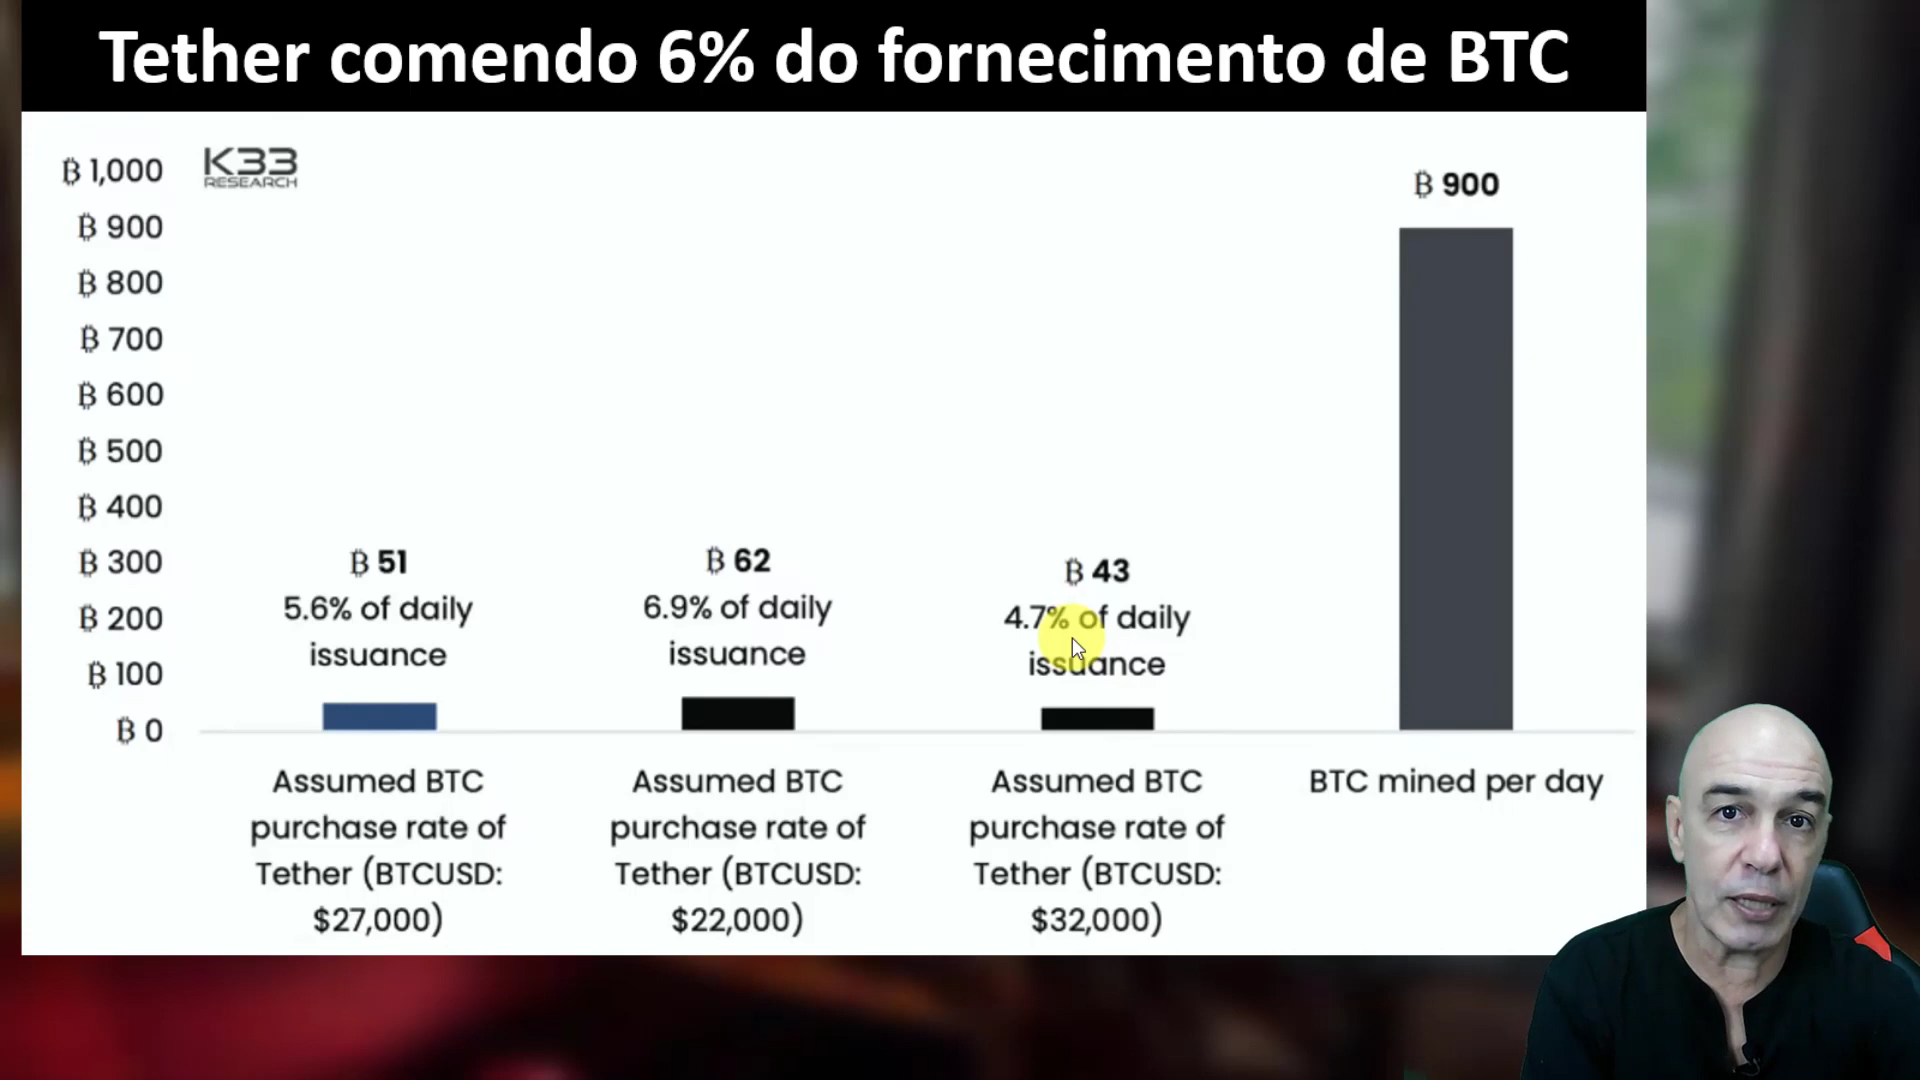 Tether comendo 6% do fornecimento de BTC
K33
RESEARCH
₿ 1,000
₿ 900
₿ 800
₿ 700
₿ 600
₿ 500
₿ 400
₿ 300
₿ 200
₿ 100
₿ 0
₿ 51
5.6% of daily
issuance
₿ 62
6.9% of daily
issuance
₿ 43
4.7% of daily
issuance
₿ 900
Assumed BTC
purchase rate of
Tether (BTCUSD:
$27,000)
Assumed BTC
purchase rate of
Tether (BTCUSD:
$22,000)
Assumed BTC
purchase rate of
Tether (BTCUSD:
$32,000)
BTC mined per day